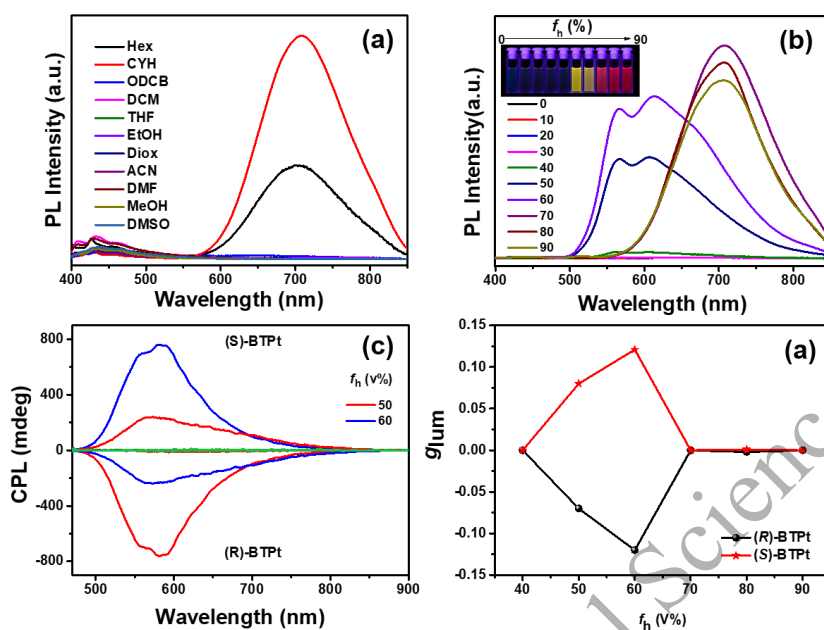 (a)
Hex
CYH
ODCB
DCM
THF
EtOH
Diox
ACN
DMF
MeOH
DMSO
PL Intensity (a.u.)
400 500 600 700 800
Wavelength (nm)
(b)
fh (%)
0 90
0
10
20
30
40
50
60
70
80
90
PL Intensity(a.u.)
400 500 600 700 800
Wavelength (nm)
(c)
(S)-BTPt
fh (v%)
50
60
(R)-BTPt
CPL (mdeg)
800
400
0
-400
-800
500 600 700 800 900
Wavelength (nm)
(a)
glum
0.15
0.10
0.05
0.00
-0.05
-0.10
-0.15
(R)-BTPt
(S)-BTPt
40 50 60 70 80 90
fh (V%)